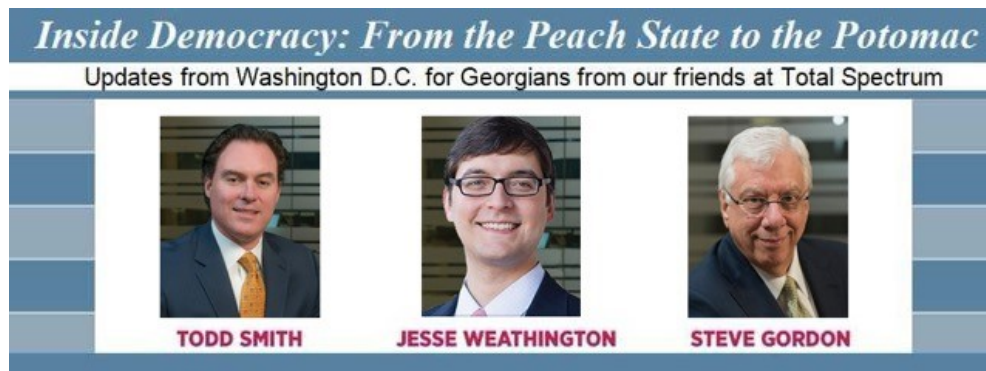 Inside Democracy: From the Peach State to the Potomac
Updates from Washington D.C. for Georgians from our friends at Total Spectrum
TODD SMITH
JESSE WEATHINGTON
STEVE GORDON